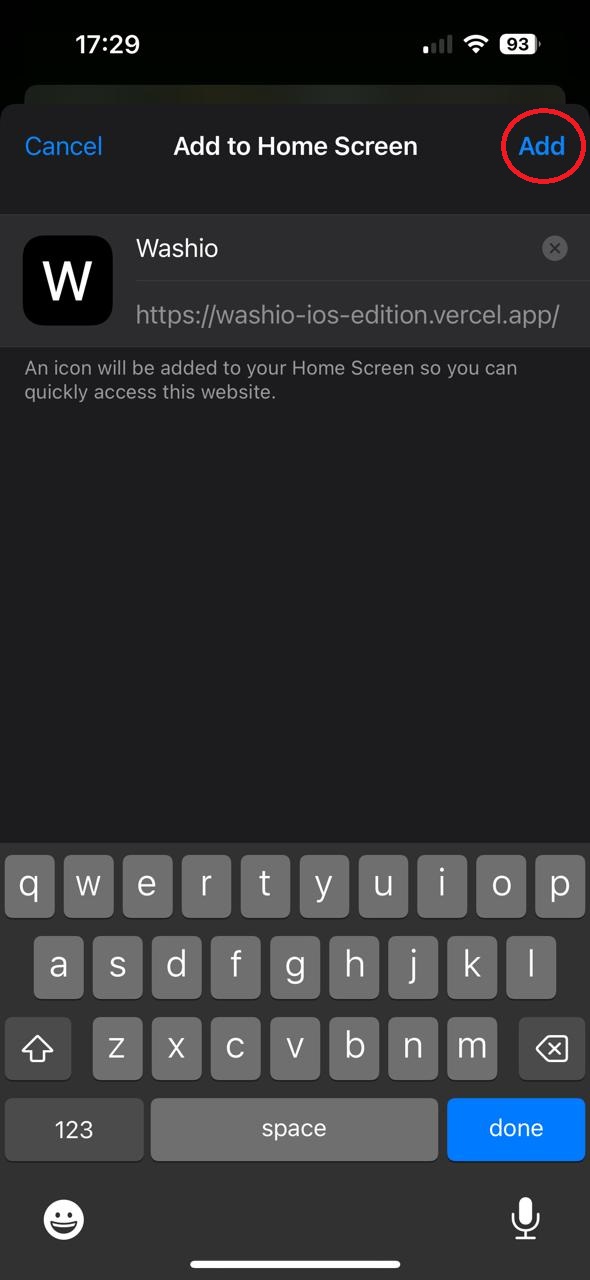 17:29
93
Cancel
Add to Home Screen
Add
W
Washio
https://washio-ios-edition.vercel.app/
An icon will be added to your Home Screen so you can
quickly access this website.
q w e r t y u i o p
a s d f g h j k l
z x c v b n m
123
space
done